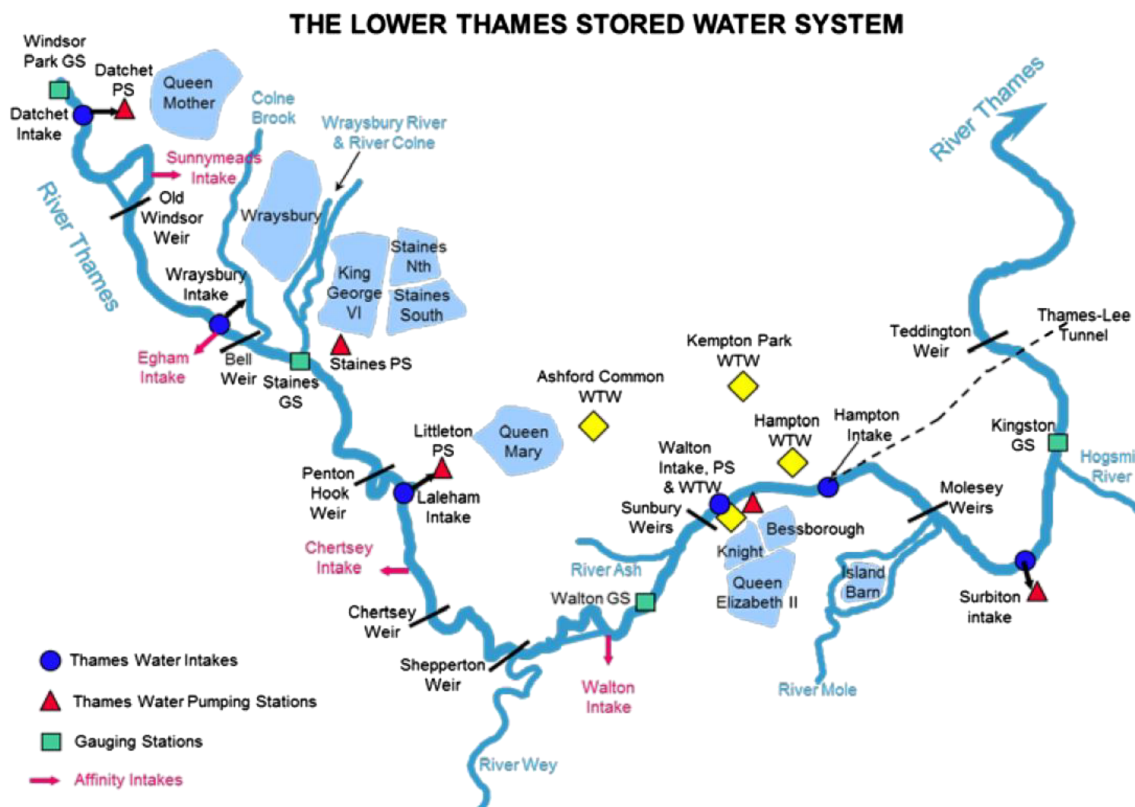 THE LOWER THAMES STORED WATER SYSTEM
Windsor
Park GS
Datchet
PS
Queen
Mother
Datchet
Intake
Colne
Brook
Wraysbury River
& River Colne
River Thames
Sunnymeads
Intake
Old
Windsor
Weir
River Thames
Wraysbury
Staines
Nth
King
George
VI
Staines
South
Wraysbury
Intake
Egham
Intake
Bell
Weir
Staines
GS
Staines PS
Teddington
Weir
Thames-Lee
Tunnel
Kempton Park
WTW
Ashford Common
WTW
Littleton
PS
Queen
Mary
Hampton
WTW
Hampton
Intake
Kingston
GS
Hogsmi
River
Walton
Intake, PS
& WTW
Penton
Hook
Weir
Laleham
Intake
Sunbury
Weirs
Molesey
Weirs
Bessborough
Knight
Chertsey
Intake
River Ash
Queen
Elizabeth II
Island
Barn
Walton GS
Surbiton
intake
Chertsey
Weir
Shepperton
Weir
Walton
Intake
River Mole
River Wey
Thames Water Intakes
Thames Water Pumping Stations
Gauging Stations
Affinity Intakes